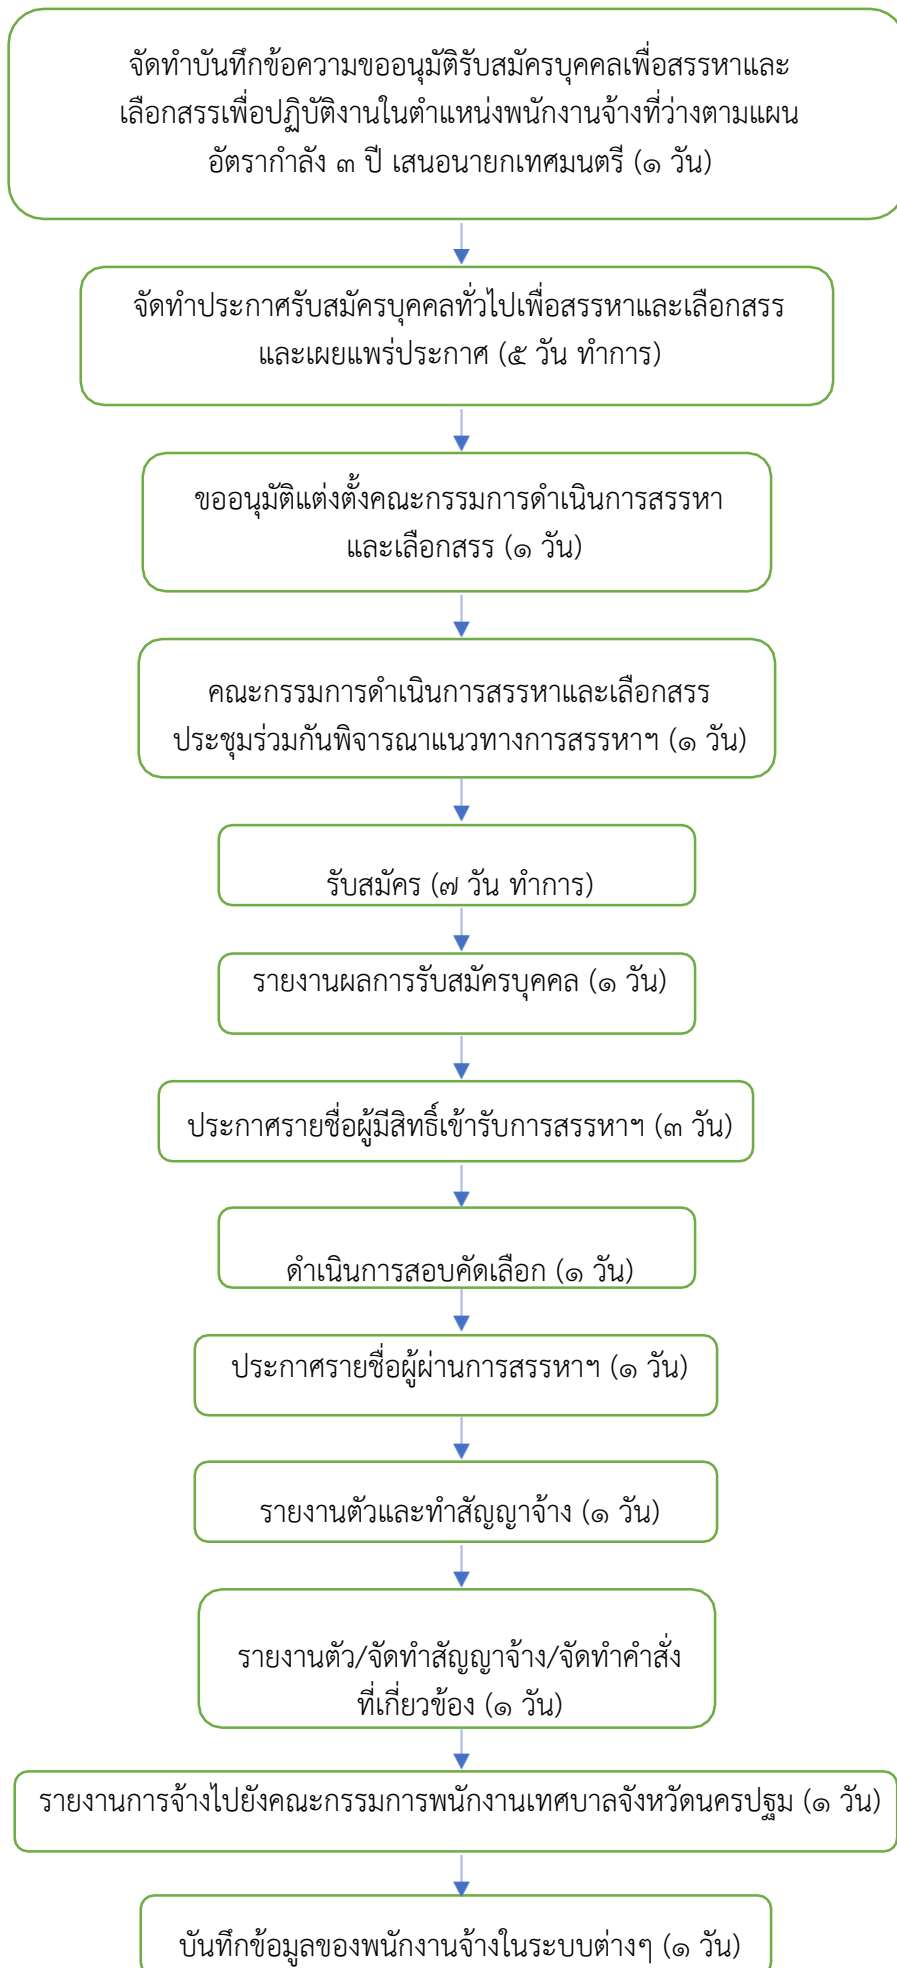 จัดทำบันทึกข้อความขออนุมัติรับสมัครบุคคลเพื่อสรรหาและ
เลือกสรรเพื่อปฏิบัติงานในตำแหน่งพนักงานจ้างที่ว่างตามแผน
อัตรากำลัง ๓ ปี เสนอนายกเทศมนตรี (๑ วัน)
จัดทำประกาศรับสมัครบุคคลทั่วไปเพื่อสรรหาและเลือกสรร
และเผยแพร่ประกาศ (๕ วัน ทำการ)
ขออนุมัติแต่งตั้งคณะกรรมการดำเนินการสรรหา
และเลือกสรร (๑ วัน)
คณะกรรมการดำเนินการสรรหาและเลือกสรร
ประชุมร่วมกันพิจารณาแนวทางการสรรหาฯ (๑ วัน)
รับสมัคร (๗ วัน ทำการ)
รายงานผลการรับสมัครบุคคล (๑ วัน)
ประกาศรายชื่อผู้มีสิทธิ์เข้ารับการสรรหาฯ (๓ วัน)
ดำเนินการสอบคัดเลือก (๑ วัน)
ประกาศรายชื่อผู้ผ่านการสรรหาฯ (๑ วัน)
รายงานตัวและทำสัญญาจ้าง (๑ วัน)
รายงานตัว/จัดทำสัญญาจ้าง/จัดทำคำสั่ง
ที่เกี่ยวข้อง (๑ วัน)
รายงานการจ้างไปยังคณะกรรมการพนักงานเทศบาลจังหวัดนครปฐม (๑ วัน)
บันทึกข้อมูลของพนักงานจ้างในระบบต่างๆ (๑ วัน)